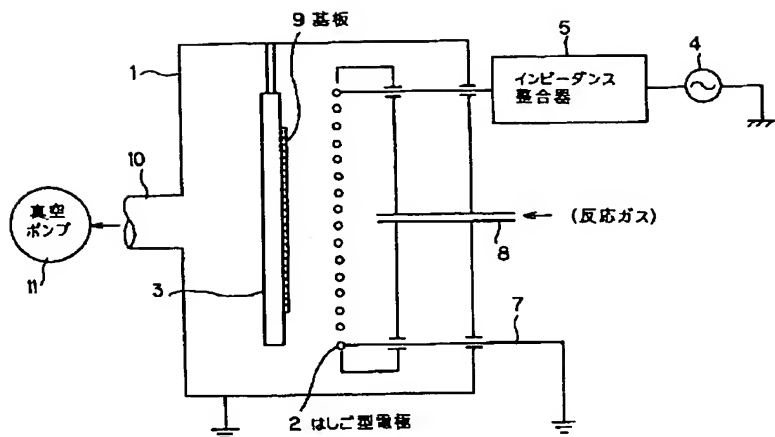 9 基板
5
4
1
インピーダンス
整合器
10
真空
ポンプ
(反応ガス)
8
11
3
7
2 はしご型電極